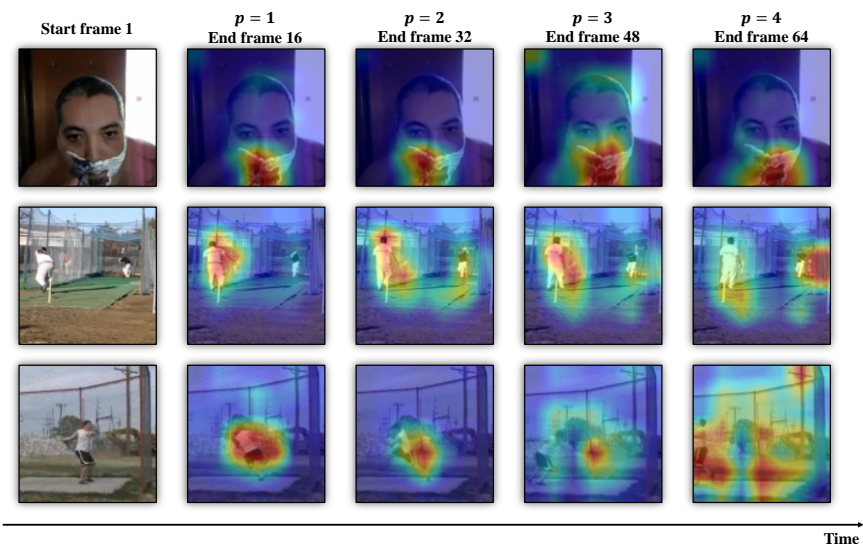 Start frame 1
p = 1
End frame 16
p = 2
End frame 32
p = 3
End frame 48
p = 4
End frame 64
Time